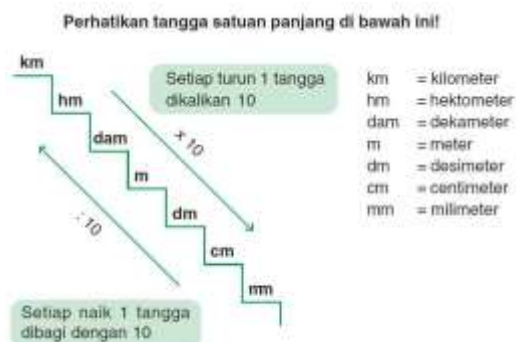 Perhatikan tangga satuan panjang di bawah ini!
km
hm
dam
m
dm
cm
mm
Setiap turun 1 tangga
dikalikan 10
x 10
: 10
Setiap naik 1 tangga
dibagi dengan 10
km = kilometer
hm = hektometer
dam = dekameter
m = meter
dm = desimeter
cm = centimeter
mm = milimeter